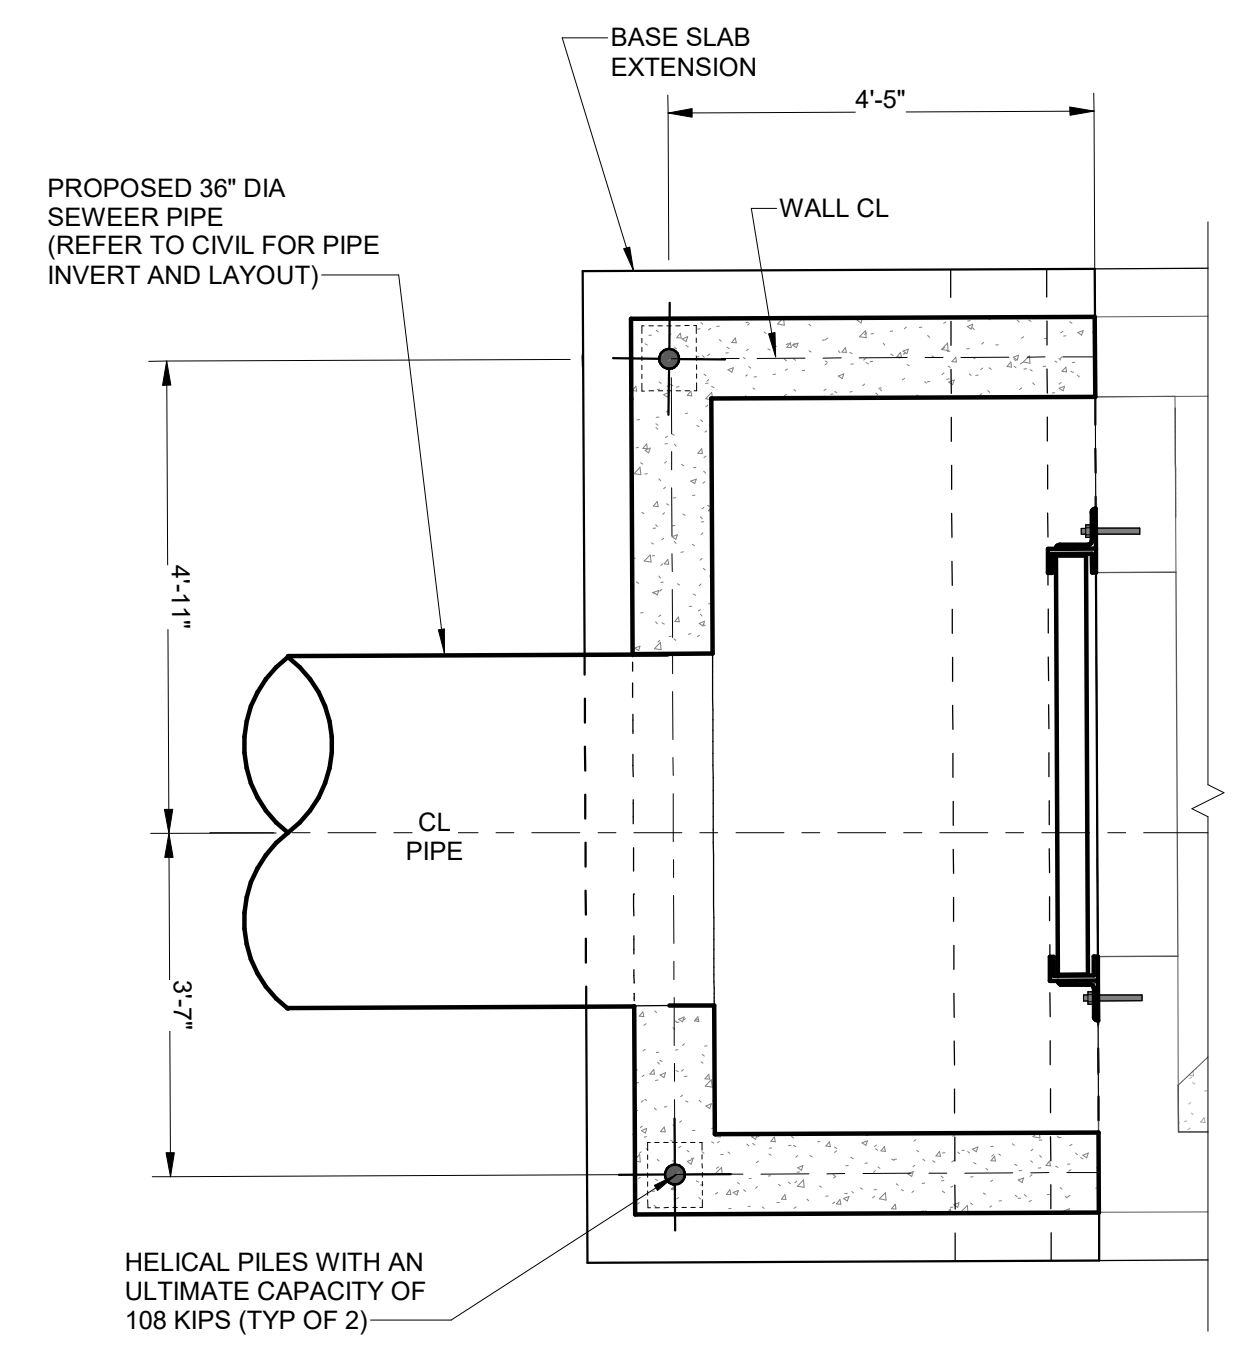 BASE SLAB
EXTENSION
4'-5"
PROPOSED 36" DIA
SEWEER PIPE
(REFER TO CIVIL FOR PIPE
INVERT AND LAYOUT)
WALL CL
4'-11"
CL
PIPE
3'-7"
HELICAL PILES WITH AN
ULTIMATE CAPACITY OF
108 KIPS (TYP OF 2)